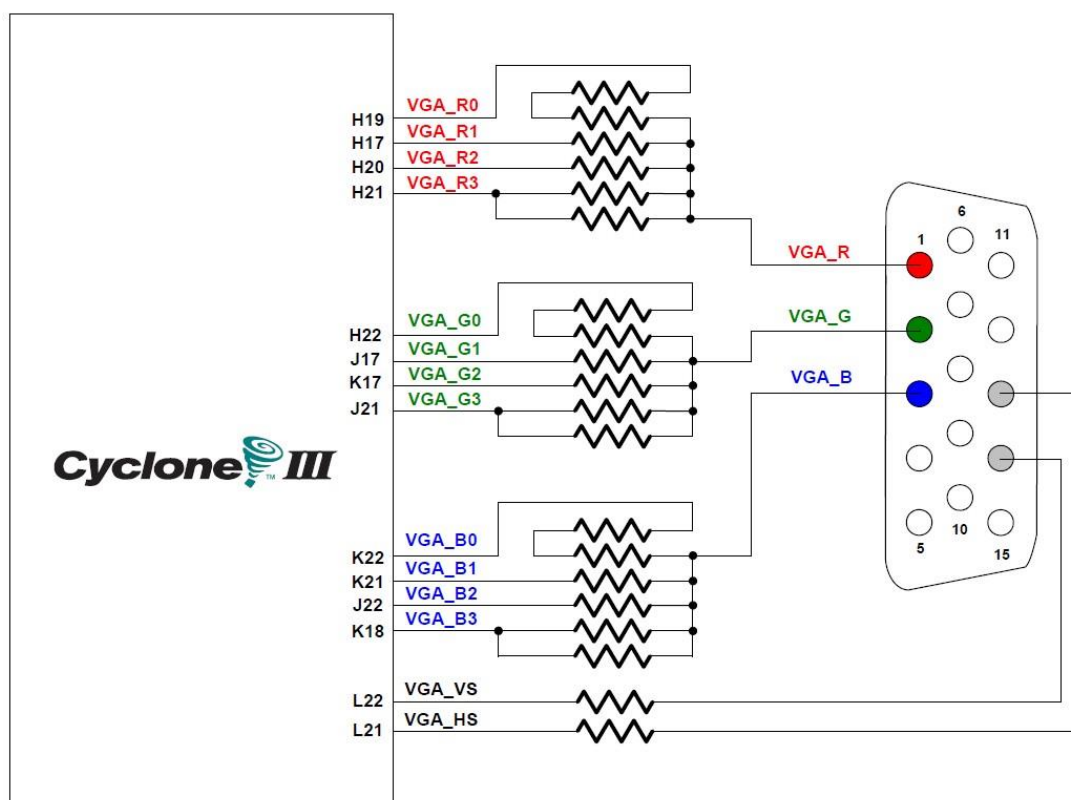 H19 VGA_R0
H17 VGA_R1
H20 VGA_R2
H21 VGA_R3
H22 VGA_G0
J17 VGA_G1
K17 VGA_G2
J21 VGA_G3
Cyclone™ III
K22 VGA_B0
K21 VGA_B1
J22 VGA_B2
K18 VGA_B3
L22 VGA_VS
L21 VGA_HS
VGA_R
VGA_G
VGA_B
6
1
11
5
10
15